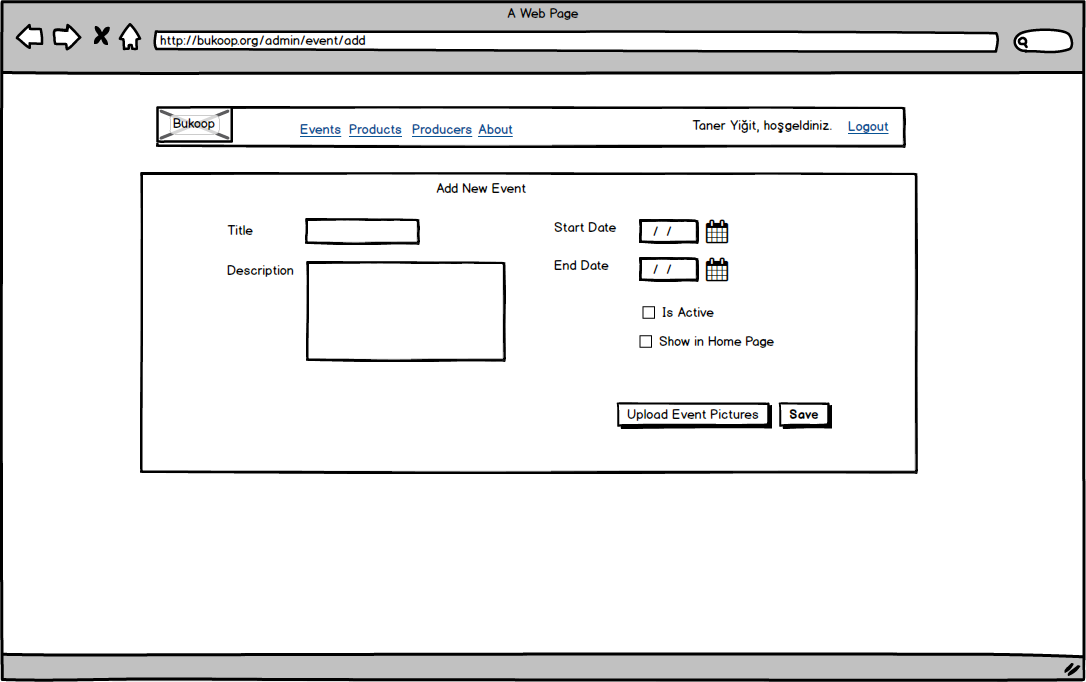 A Web Page
http://bukoop.org/admin/event/add
Bukoop
Events Products Producers About
Taner Yiğit, hoşgeldiniz. Logout
Add New Event
Title
Description
Start Date / /
End Date / /
Is Active
Show in Home Page
Upload Event Pictures Save